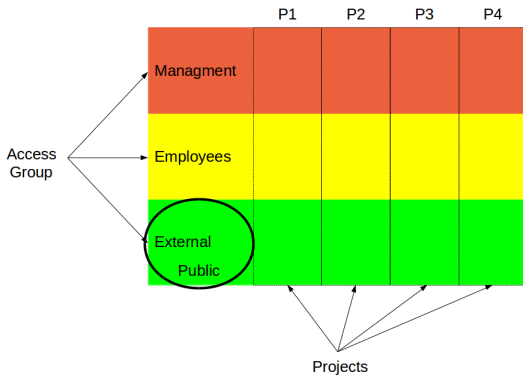 P1 P2 P3 P4
Managment
Access
Group
Employees
External
Public
Projects